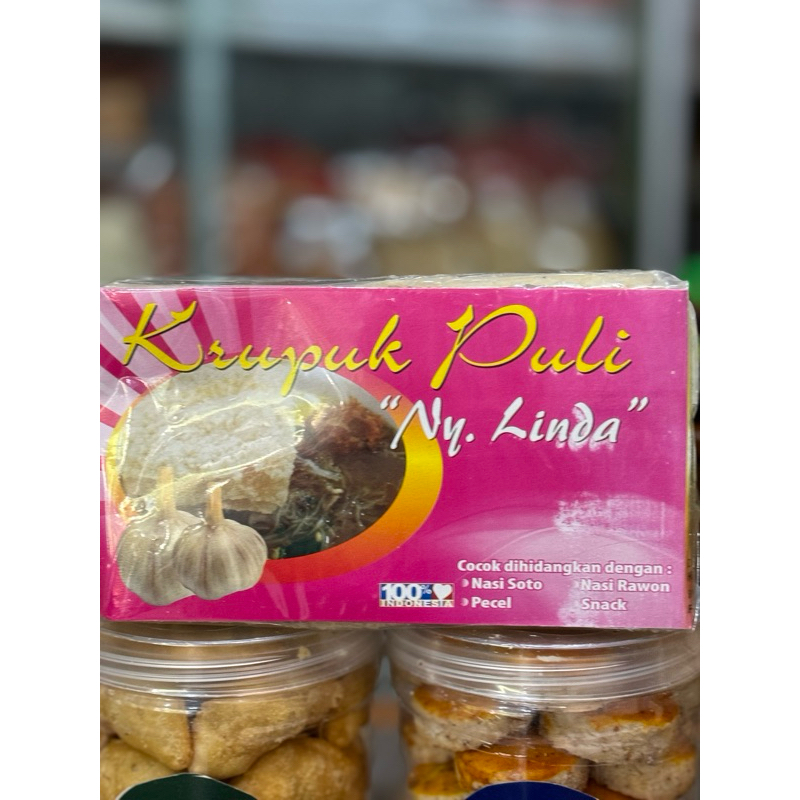 Krupuk Puli
"Ny. Linda"
Cocok dihidangkan dengan :
Nasi Soto
Nasi Rawon
Pecel
Snack
100%
INDONESIA